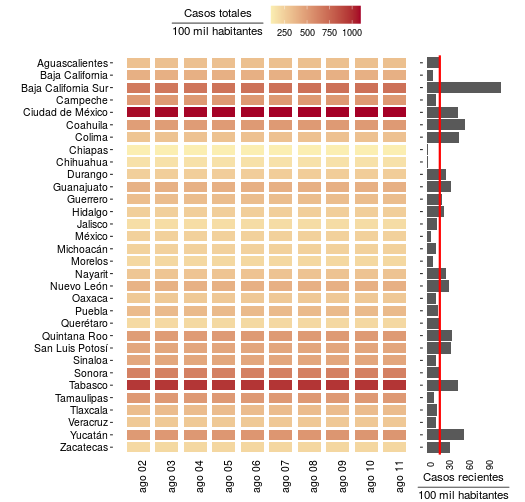 Casos totales
100 mil habitantes
250 500 750 1000
Aguascalientes
Baja California
Baja California Sur
Campeche
Ciudad de México
Coahuila
Colima
Chiapas
Chihuahua
Durango
Guanajuato
Guerrero
Hidalgo
Jalisco
México
Michoacán
Morelos
Nayarit
Nuevo León
Oaxaca
Puebla
Querétaro
Quintana Roo
San Luis Potosí
Sinaloa
Sonora
Tabasco
Tamaulipas
Tlaxcala
Veracruz
Yucatán
Zacatecas
ago 02
ago 03
ago 04
ago 05
ago 06
ago 07
ago 08
ago 09
ago 10
ago 11
0
30
60
90
Casos recientes
100 mil habitantes